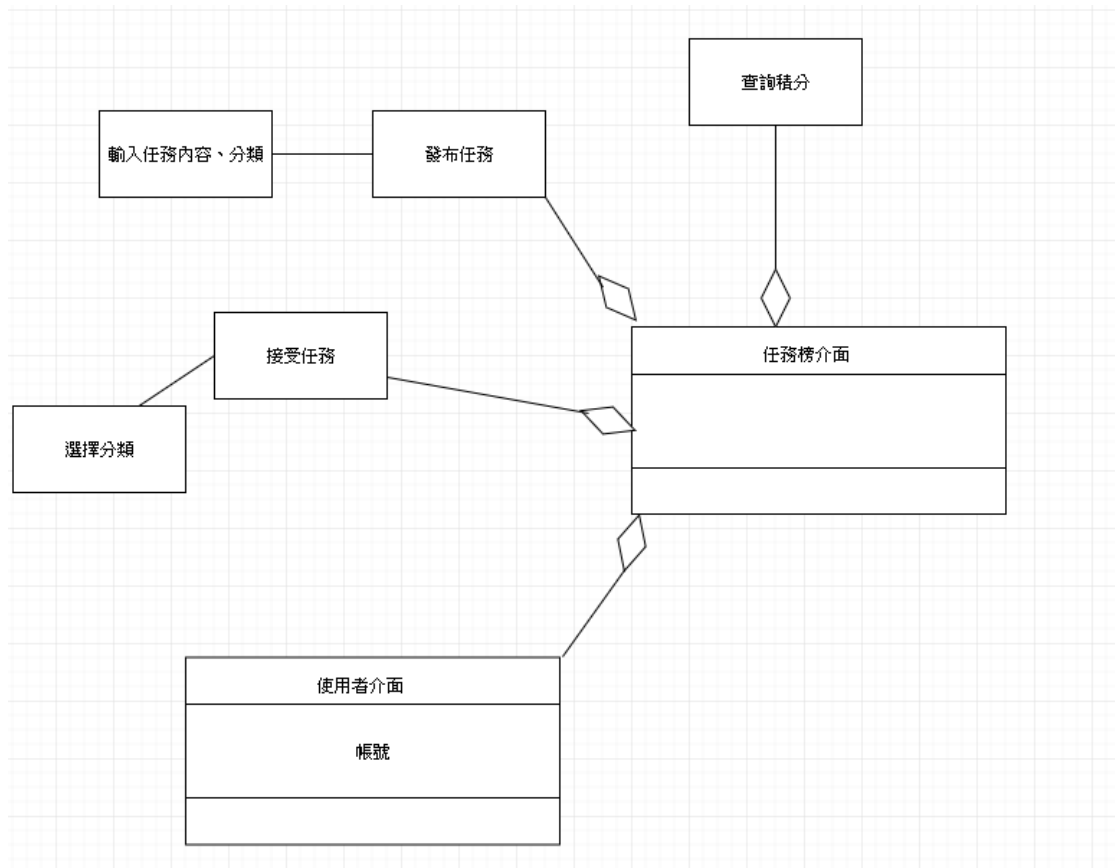 查詢積分
輸入任務內容、分類
發布任務
接受任務
任務榜介面
選擇分類
使用者介面
帳號